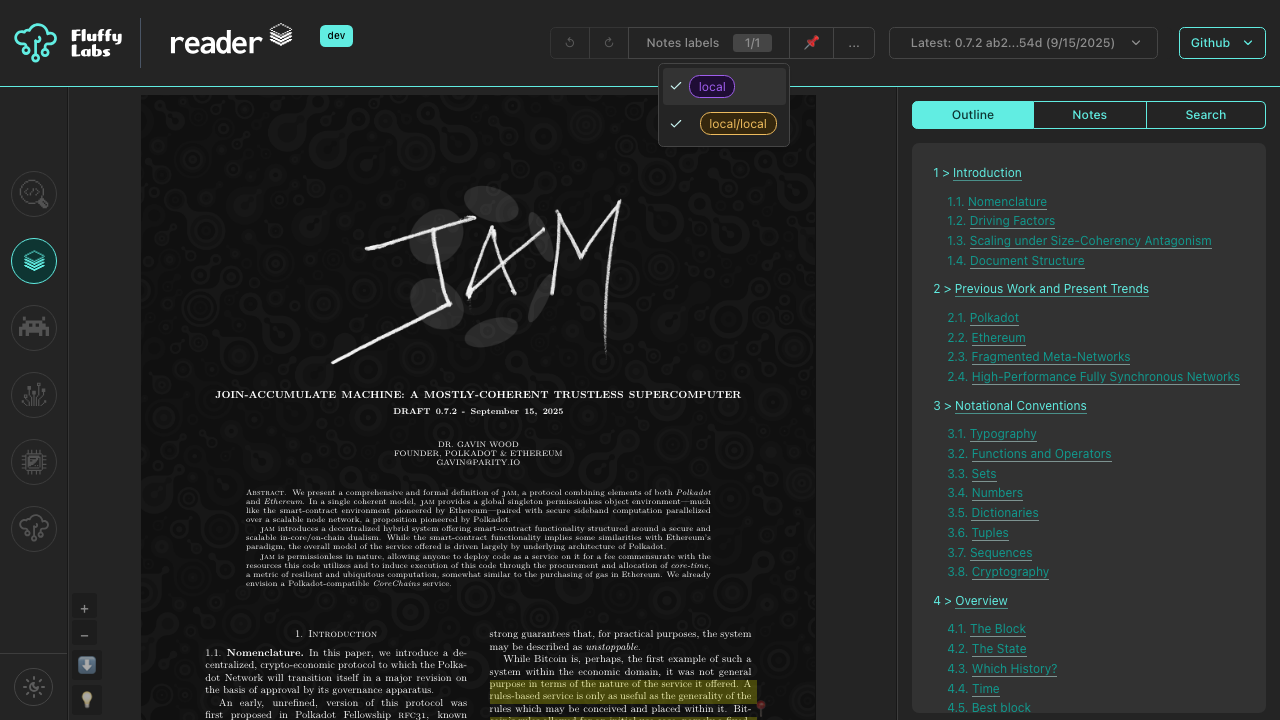 Fluffy
Labs
reader
dev
Notes labels 1/1
...
Latest: 0.7.2 ab2...54d (9/15/2025)
Github
local
local/local
Outline
Notes
Search
JAM
JOIN-ACCUMULATE MACHINE: A MOSTLY-COHERENT TRUSTLESS SUPERCOMPUTER
DRAFT 0.7.2 - September 15, 2025
DR. GAVIN WOOD
FOUNDER, POLKADOT & ETHEREUM
GAVIN@PARITY.IO
Abstract. We present a comprehensive and formal definition of JAM, a protocol combining elements of both Polkadot
and Ethereum. In a single coherent model, JAM provides a global singleton permissionless object environment—much
like the smart-contract environment pioneered by Ethereum—paired with secure sideband computation parallelized
over a scalable node network, a proposition pioneered by Polkadot.
JAM introduces a decentralized hybrid system offering smart-contract functionality structured around a secure and
scalable in-core/on-chain dualism. While the smart-contract functionality implies some similarities with Ethereum's
paradigm, the overall model of the service offered is driven largely by underlying architecture of Polkadot.
JAM is permissionless in nature, allowing anyone to deploy code as a service on it for a fee commensurate with the
resources this code utilizes and to induce execution of this code through the procurement and allocation of core-time,
a metric of resilient and ubiquitous computation, somewhat similar to the purchasing of gas in Ethereum. We already
envision a Polkadot-compatible CoreChains service.
1. Introduction
1.1. Nomenclature. In this paper, we introduce a de-
centralized, crypto-economic protocol to which the Polka-
dot Network will transition itself in a major revision on
the basis of approval by its governance apparatus.
An early, unrefined, version of this protocol was
first proposed in Polkadot Fellowship RFC31, known
strong guarantees that, for practical purposes, the system
may be described as unstoppable.
While Bitcoin is, perhaps, the first example of such a
system within the economic domain, it was not general
purpose in terms of the nature of the service it offered. A
rules-based service is only as useful as the generality of the
rules which may be conceived and placed within it. Bit-
+
−
1 > Introduction
1.1. Nomenclature
1.2. Driving Factors
1.3. Scaling under Size-Coherency Antagonism
1.4. Document Structure
2 > Previous Work and Present Trends
2.1. Polkadot
2.2. Ethereum
2.3. Fragmented Meta-Networks
2.4. High-Performance Fully Synchronous Networks
3 > Notational Conventions
3.1. Typography
3.2. Functions and Operators
3.3. Sets
3.4. Numbers
3.5. Dictionaries
3.6. Tuples
3.7. Sequences
3.8. Cryptography
4 > Overview
4.1. The Block
4.2. The State
4.3. Which History?
4.4. Time
4.5. Best block